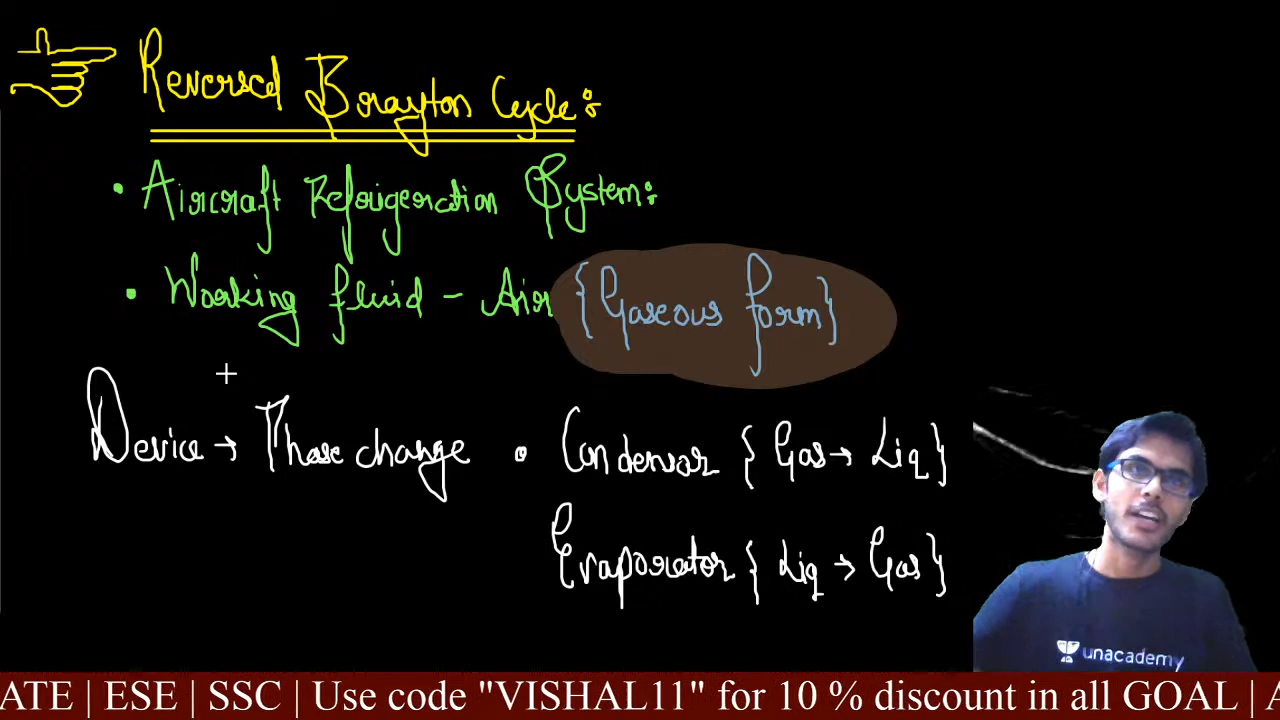 Reversed Brayton Cycle:
• Aircraft Refrigeration System:
• Working fluid - Air {Gaseous form}
Device → Phase change • Condensor {Gas → Liq}
Evaporator {Liq → Gas}
unacademy
ATE | ESE | SSC | Use code "VISHAL11" for 10 % discount in all GOAL | A